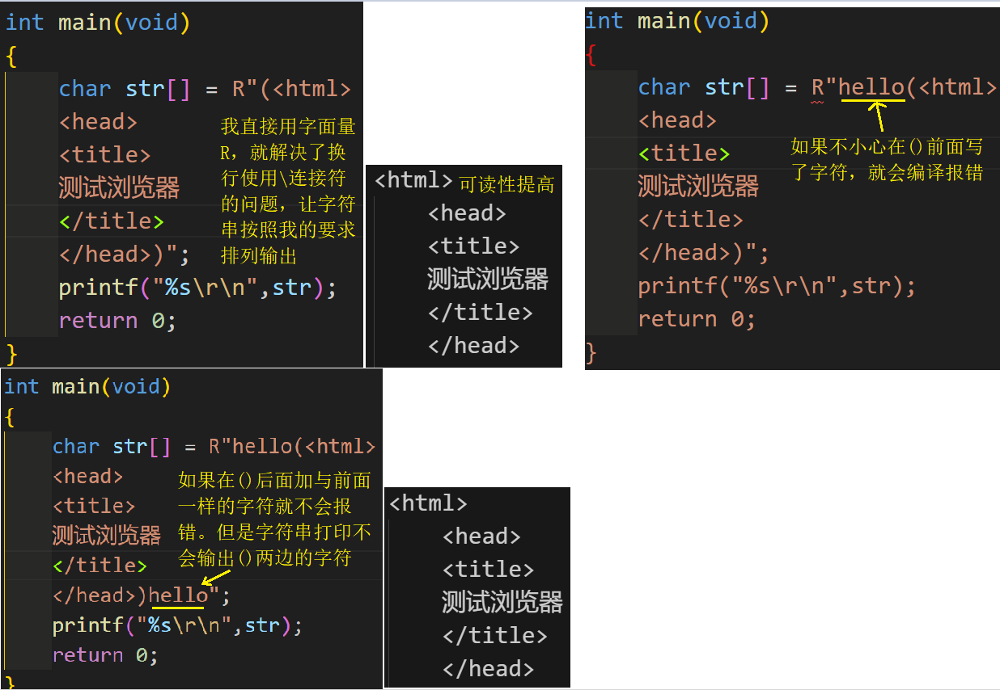 int main(void)
{
char str[] = R"(<html>
<head>
<title>
测试浏览器
</title>
</head>)";
printf("%s\r\n",str);
return 0;
}
我直接用字面量
R，就解决了换
行使用\连接符
的问题，让字符
串按照我的要求
排列输出
<html>
可读性提高
<head>
<title>
测试浏览器
</title>
</head>
int main(void)
{
char str[] = R"hello(<html>
<head>
<title>
测试浏览器
</title>
</head>)";
printf("%s\r\n",str);
return 0;
}
如果不小心在()前面写
了字符，就会编译报错
int main(void)
{
char str[] = R"hello(<html>
<head>
<title>
测试浏览器
</title>
</head>)hello";
printf("%s\r\n",str);
return 0;
}
如果在()后面加与前面
一样的字符就不会报
错。但是字符串打印不
会输出()两边的字符
<html>
<head>
<title>
测试浏览器
</title>
</head>